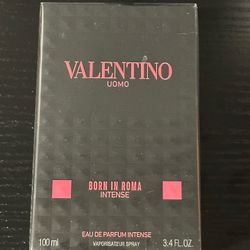 VALENTINO
UOMO
BORN IN ROMA
INTENSE
EAU DE PARFUM INTENSE
100 ml VAPORISATEUR SPRAY 3.4 FL.OZ.